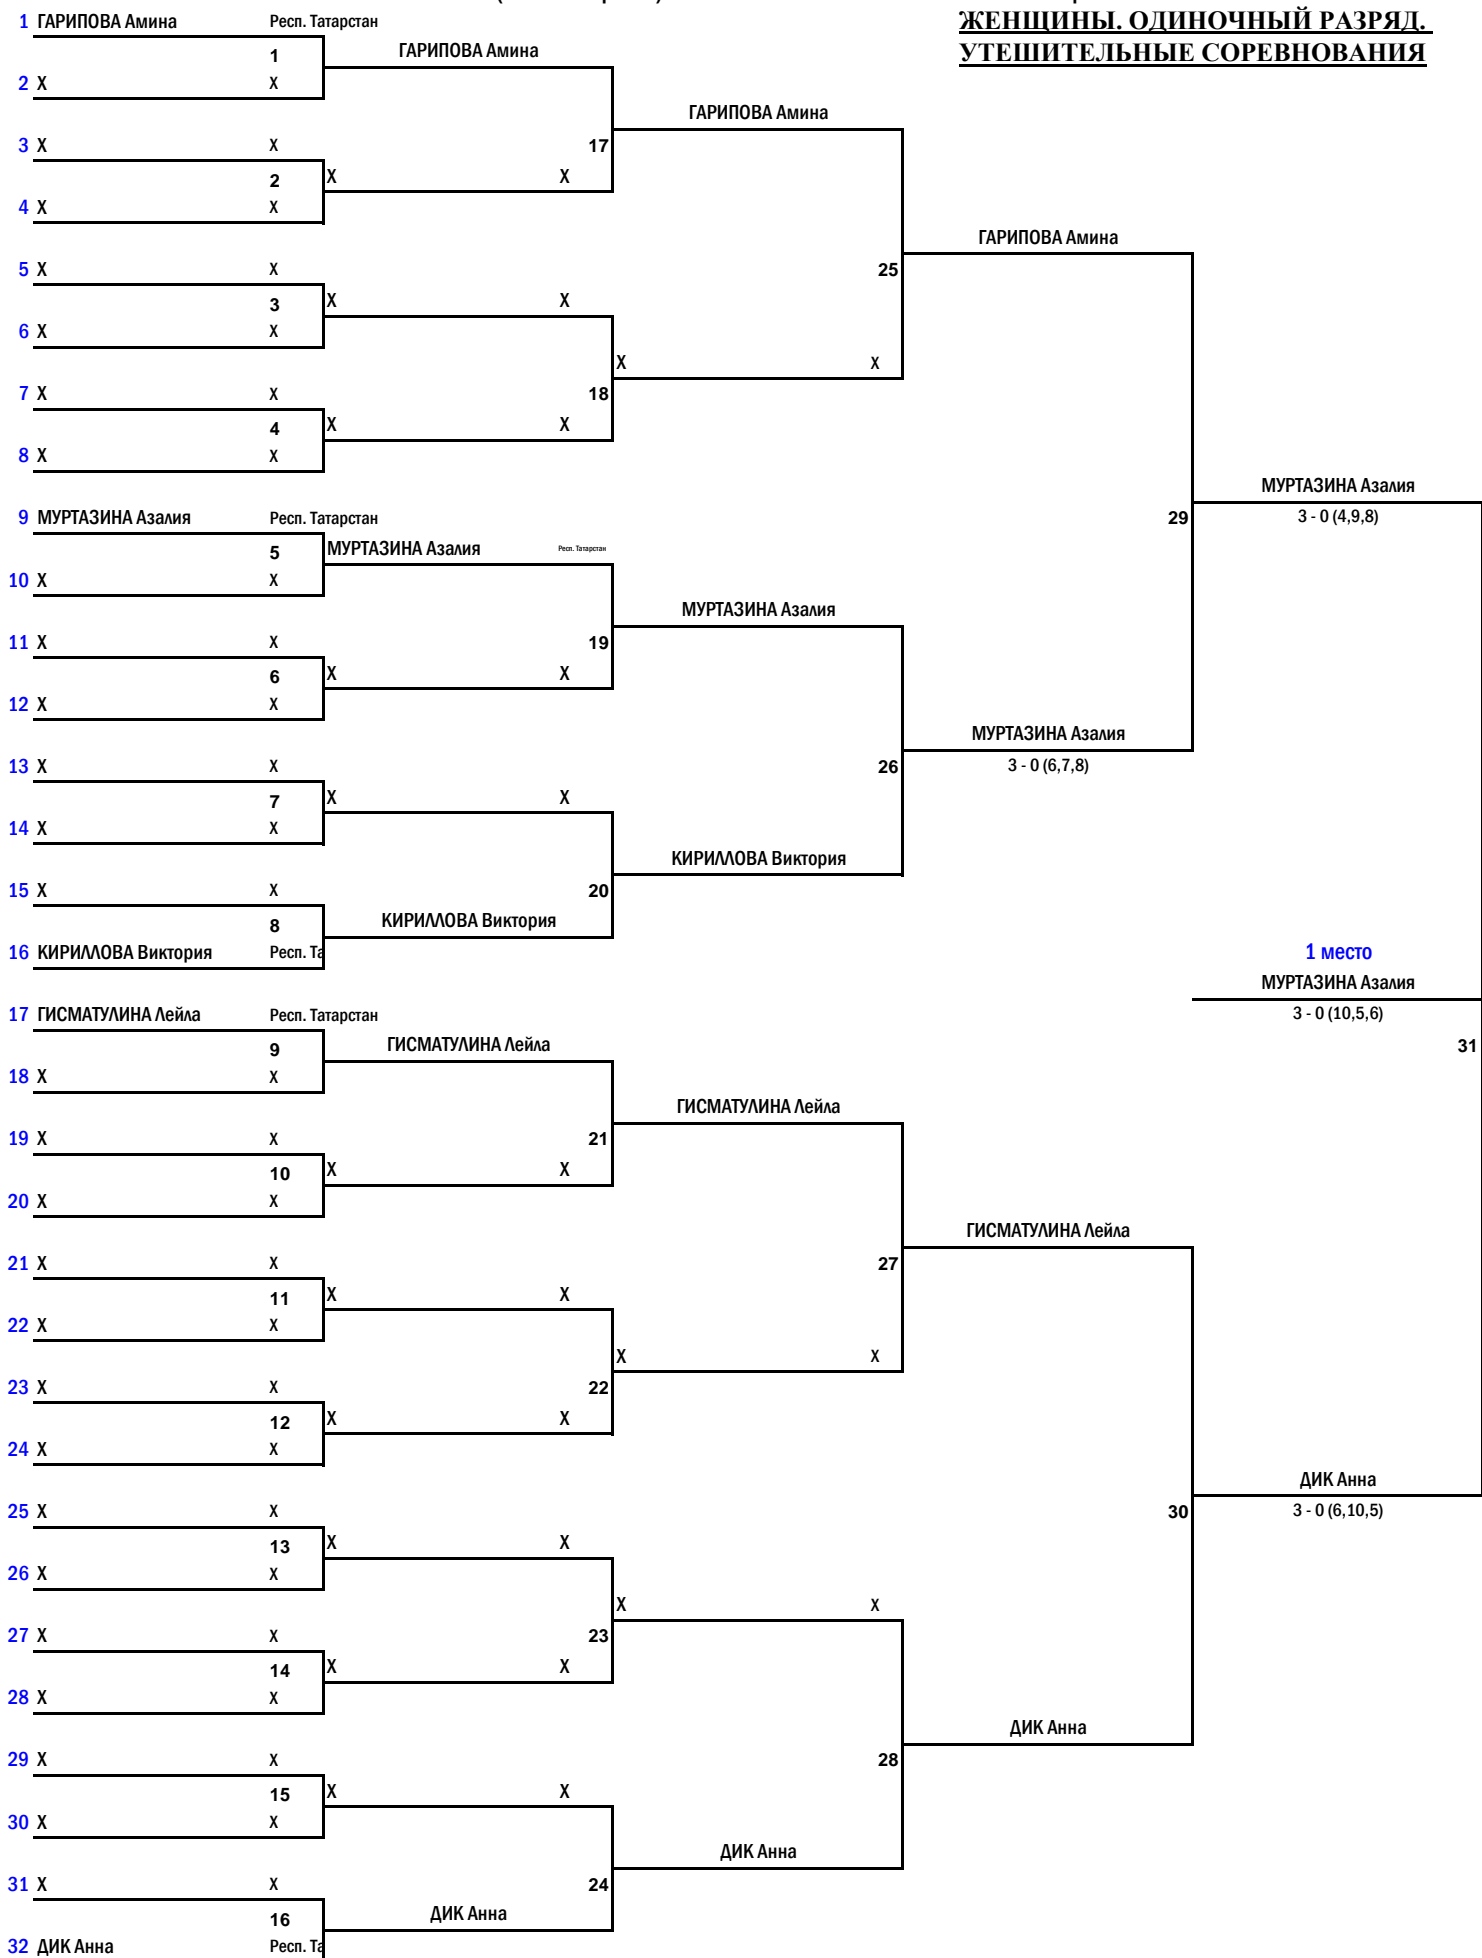 ЖЕНЩИНЫ. ОДИНОЧНЫЙ РАЗРЯД.
УТЕШИТЕЛЬНЫЕ СОРЕВНОВАНИЯ
1 ГАРИПОВА Амина Респ. Татарстан
1 ГАРИПОВА Амина
2 X X
ГАРИПОВА Амина
3 X X 17
2 X X
4 X X
ГАРИПОВА Амина
5 X X 25
3 X X
6 X X
X X
7 X X 18
4 X X
8 X X
МУРТАЗИНА Азалия
9 МУРТАЗИНА Азалия Респ. Татарстан 29 3 - 0 (4,9,8)
5 МУРТАЗИНА Азалия Респ. Татарстан
10 X X
МУРТАЗИНА Азалия
11 X X 19
6 X X
12 X X
МУРТАЗИНА Азалия
13 X X 26 3 - 0 (6,7,8)
7 X X
14 X X
КИРИЛЛОВА Виктория
15 X X 20
8 КИРИЛЛОВА Виктория
16 КИРИЛЛОВА Виктория Респ. Та 1 место
МУРТАЗИНА Азалия
17 ГИСМАТУЛИНА Лейла Респ. Татарстан 3 - 0 (10,5,6)
9 ГИСМАТУЛИНА Лейла 31
18 X X
ГИСМАТУЛИНА Лейла
19 X X 21
10 X X
20 X X
ГИСМАТУЛИНА Лейла
21 X X 27
11 X X
22 X X
X X
23 X X 22
12 X X
24 X X
ДИК Анна
25 X X 30 3 - 0 (6,10,5)
13 X X
26 X X
X X
27 X X 23
14 X X
28 X X
ДИК Анна
29 X X 28
15 X X
30 X X
ДИК Анна
31 X X 24
16 ДИК Анна
32 ДИК Анна Респ. Та